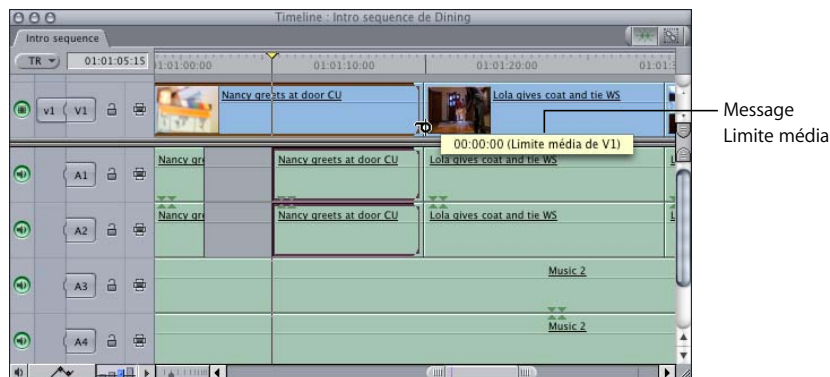 Timeline : Intro sequence de Dining
Intro sequence
TR 01:01:05:15 01:01:00:00 01:01:10:00 01:01:20:00
v1 V1 Nancy greets at door CU Lola gives coat and tie WS
Message
Limite média
00:00:00 (Limite média de V1)
A1 Nancy gr Nancy greets at door CU Lola gives coat and tie WS
A2 Nancy gr Nancy greets at door CU Lola gives coat and tie WS
A3 Music 2
A4 Music 2